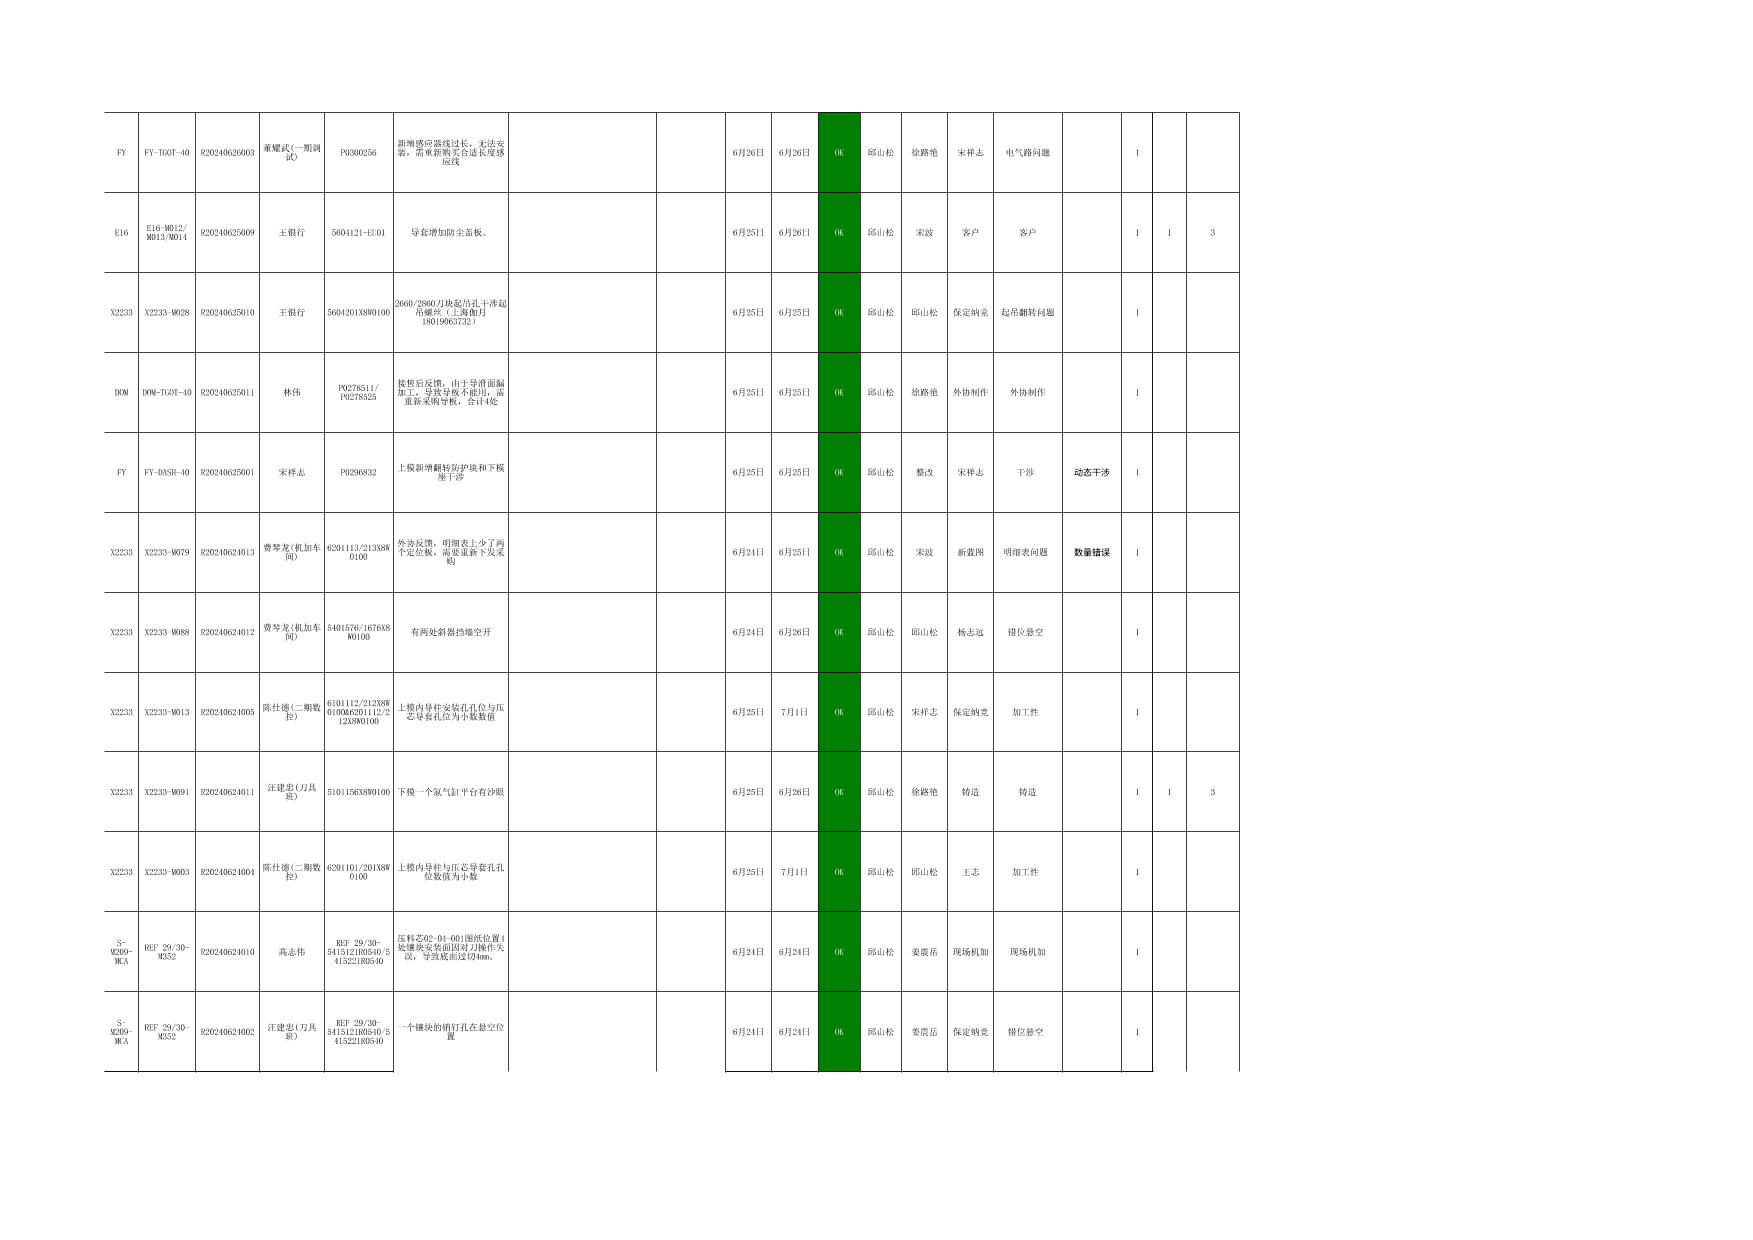 FY FY-TGOT-40 R20240626003 董耀武(一期调试) P0300256 新增感应器线过长，无法安装，需重新购买合适长度感应线 6月26日 6月26日 OK 邱山松 徐路艳 宋祥志 电气路问题 1
E16 E16-M012/M013/M014 R20240625009 王银行 5604121-EU01 导套增加防尘盖板。 6月25日 6月26日 OK 邱山松 宋波 客户 客户 1 1 3
X2233 X2233-M028 R20240625010 王银行 5604201X8W0100 2660/2860刀块起吊孔干涉起吊螺丝（上海伽月18019063732） 6月25日 6月25日 OK 邱山松 邱山松 保定纳竞 起吊翻转问题 1
DOM DOM-TGOT-40 R20240625011 林伟 P0278511/P0278525 接售后反馈，由于导滑面漏加工，导致导板不能用，需重新采购导板，合计4处 6月25日 6月25日 OK 邱山松 徐路艳 外协制作 外协制作 1
FY FY-DASH-40 R20240625001 宋祥志 P0296832 上模新增翻转防护块和下模座干涉 6月25日 6月25日 OK 邱山松 整改 宋祥志 干涉 动态干涉 1
X2233 X2233-M079 R20240624013 费琴龙(机加车间) 6201113/213X8W0100 外协反馈，明细表上少了两个定位板，需要重新下发采购 6月24日 6月25日 OK 邱山松 宋波 新蓝图 明细表问题 数量错误 1
X2233 X2233-M088 R20240624012 费琴龙(机加车间) 5401576/1676X8W0100 有两处斜器挡墙空开 6月24日 6月26日 OK 邱山松 邱山松 杨志远 错位悬空 1
X2233 X2233-M013 R20240624005 陈仕德(二期数控) 6101112/212X8W0100&6201112/212X8W0100 上模内导柱安装孔孔位与压芯导套孔位为小数数值 6月25日 7月1日 OK 邱山松 宋祥志 保定纳竞 加工性 1
X2233 X2233-M091 R20240624011 汪建忠(刀具班) 5101156X8W0100 下模一个氮气缸平台有沙眼 6月25日 6月26日 OK 邱山松 徐路艳 铸造 铸造 1 1 3
X2233 X2233-M003 R20240624004 陈仕德(二期数控) 6201101/201X8W0100 上模内导柱与压芯导套孔孔位数值为小数 6月25日 7月1日 OK 邱山松 邱山松 王志 加工性 1
S-M209-MCA REF 29/30-M352 R20240624010 高志伟 REF 29/30-5415121R0540/5415221R0540 压料芯02-04-001图纸位置4处镶块安装面因对刀操作失误，导致底面过切4mm。 6月24日 6月24日 OK 邱山松 姜震岳 现场机加 现场机加 1
S-M209-MCA REF 29/30-M352 R20240624002 汪建忠(刀具班) REF 29/30-5415121R0540/5415221R0540 一个镶块的销钉孔在悬空位置 6月24日 6月24日 OK 邱山松 姜震岳 保定纳竞 错位悬空 1